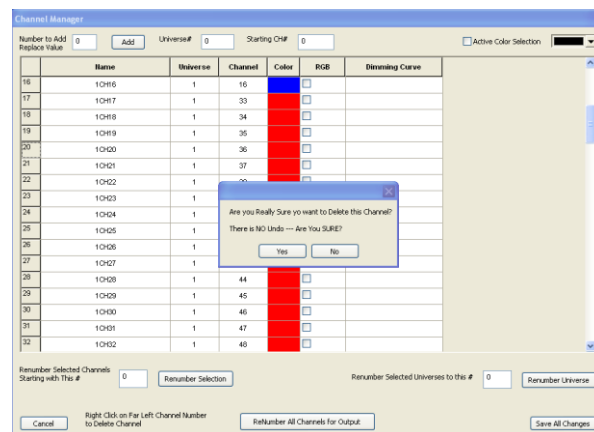 Channel Manager
Number to Add 0 Add Universe# 0 Starting CH# 0 Active Color Selection
Replace Value
Name Universe Channel Color RGB Dimming Curve
16 1CH16 1 16
17 1CH17 1 33
18 1CH18 1 34
19 1CH19 1 35
20 1CH20 1 36
21 1CH21 1 37
22 1CH22 1
23 1CH23 1
24 1CH24 1
25 1CH25 1
26 1CH26 1
27 1CH27 1
28 1CH28 1 44
29 1CH29 1 45
30 1CH30 1 46
31 1CH31 1 47
32 1CH32 1 48
Are you Really Sure yo want to Delete this Channel?
There is NO Undo --- Are You SURE?
Yes No
Renumber Selected Channels
Starting with This # 0 Renumber Selection Renumber Selected Universes to this # 0 Renumber Universe
Right Click on Far Left Channel Number
to Delete Channel
Cancel ReNumber All Channels for Output Save All Changes